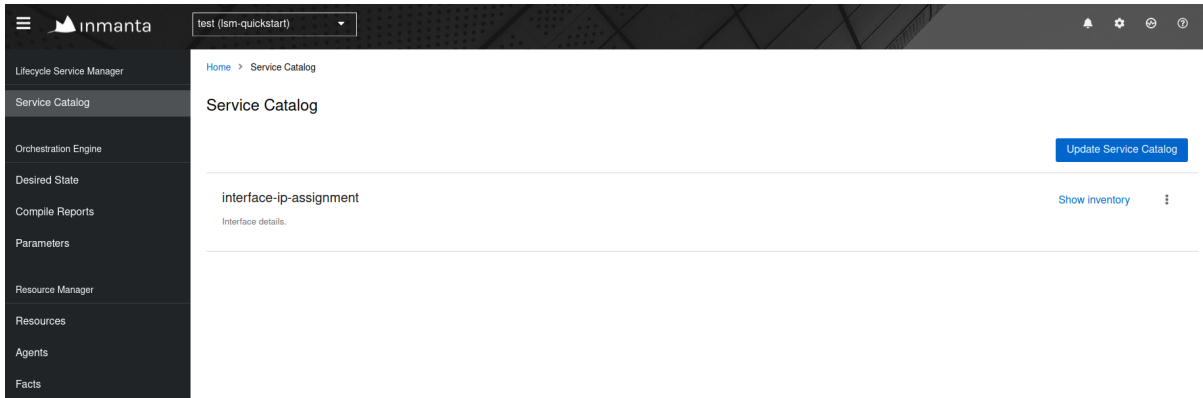 inmanta
test (lsm-quickstart)
Lifecycle Service Manager
Service Catalog
Orchestration Engine
Desired State
Compile Reports
Parameters
Resource Manager
Resources
Agents
Facts
Home > Service Catalog
Service Catalog
Update Service Catalog
interface-ip-assignment
Show inventory
Interface details.